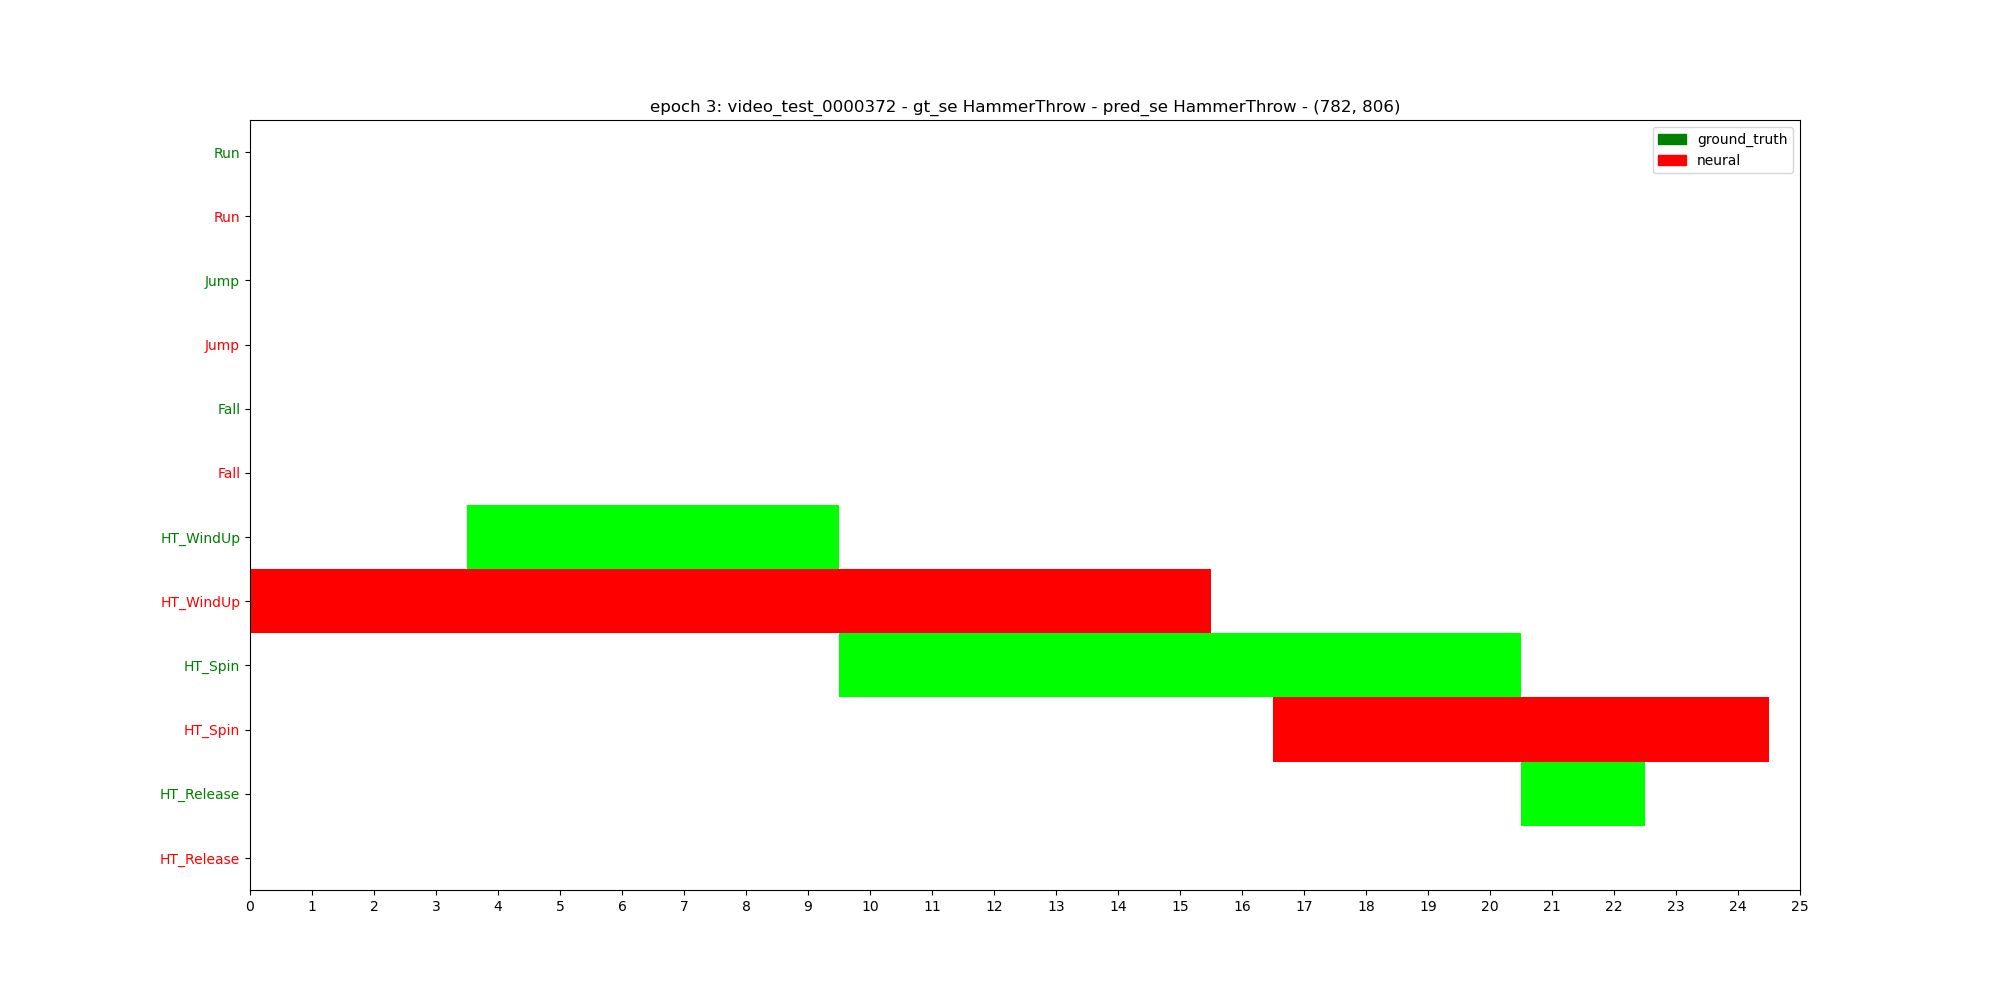 epoch 3: video_test_0000372 - gt_se HammerThrow - pred_se HammerThrow - (782, 806)
ground_truth
neural
Run
Run
Jump
Jump
Fall
Fall
HT_WindUp
HT_WindUp
HT_Spin
HT_Spin
HT_Release
HT_Release
0 1 2 3 4 5 6 7 8 9 10 11 12 13 14 15 16 17 18 19 20 21 22 23 24 25